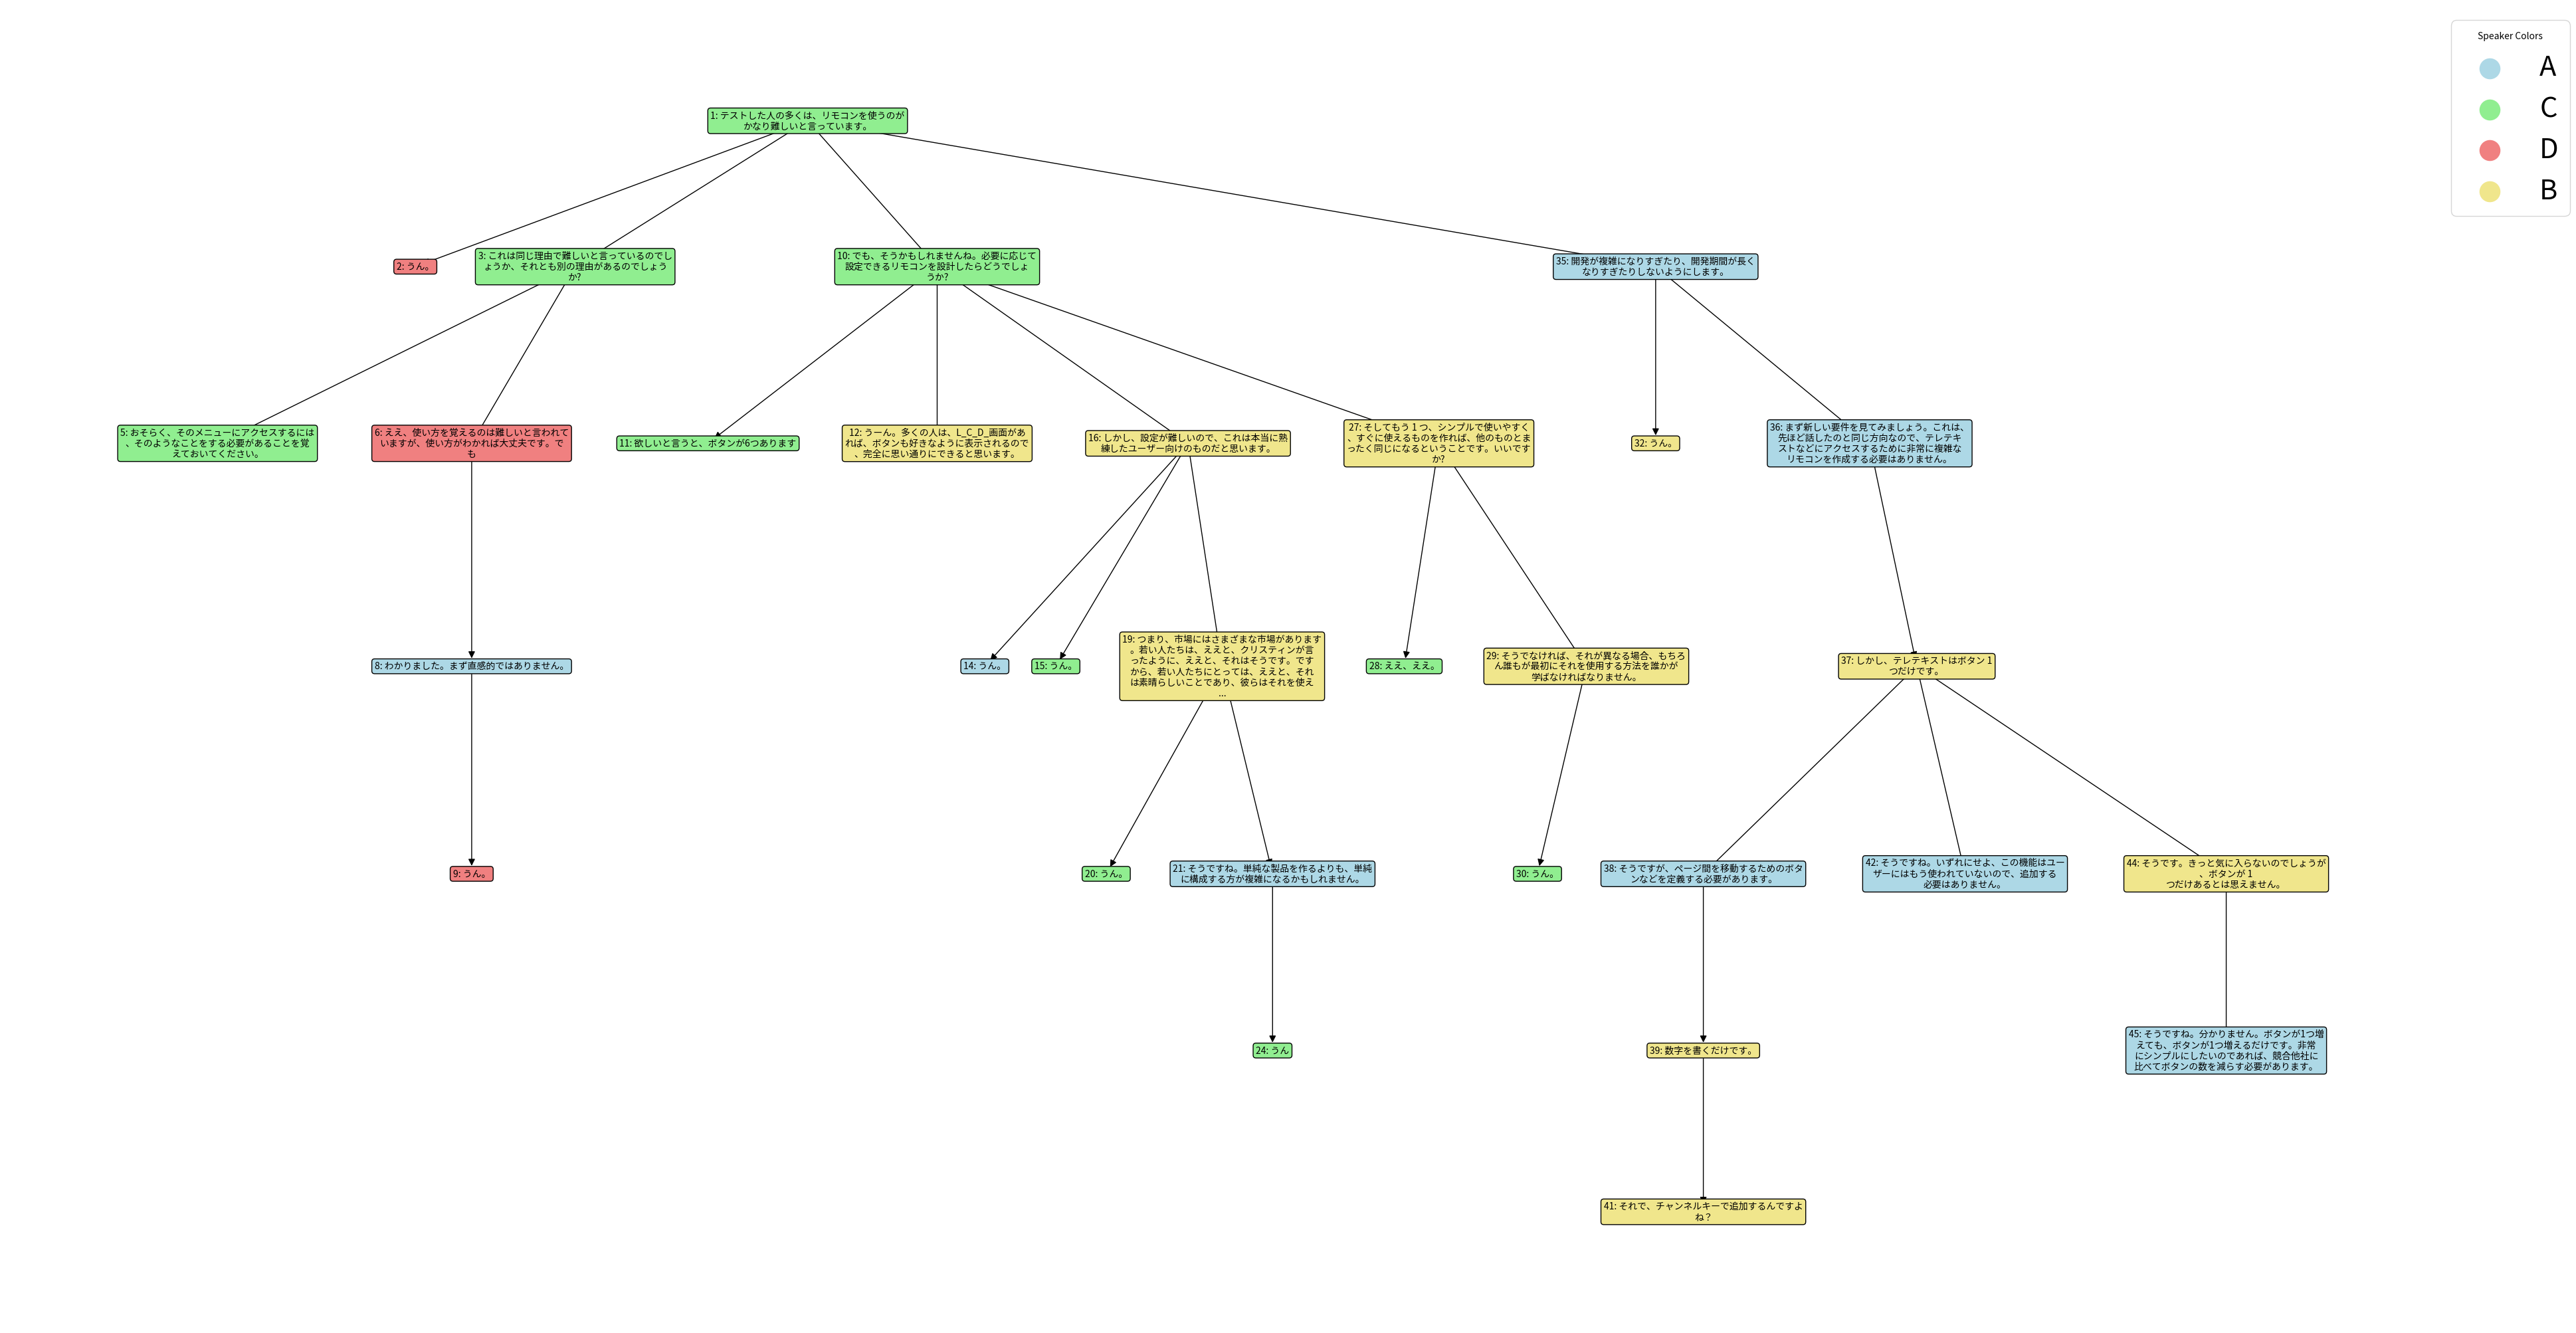 Speaker Colors
A
C
D
B
1: テストした人の多くは、リモコンを使うのが
かなり難しいと言っています。
2: うん。
3: これは同じ理由で難しいと言っているのでし
ょうか、それとも別の理由があるのでしょう
か?
10: でも、そうかもしれませんね。必要に応じて
設定できるリモコンを設計したらどうでしょ
うか?
35: 開発が複雑になりすぎたり、開発期間が長く
なりすぎたりしないようにします。
5: おそらく、そのメニューにアクセスするには
、そのようなことをする必要があることを覚
えておいてください。
6: ええ、使い方を覚えるのは難しいと言われて
いますが、使い方がわかれば大丈夫です。で
も
11: 欲しいと言うと、ボタンが6つあります
12: うーん。多くの人は、L_C_D_画面があ
れば、ボタンも好きなように表示されるので
、完全に思い通りにできると思います。
16: しかし、設定が難しいので、これは本当に熟
練したユーザー向けのものだと思います。
27: そしてもう 1 つ、シンプルで使いやすく
、すぐに使えるものを作れば、他のものとま
ったく同じになるということです。いいです
か?
32: うん。
36: まず新しい要件を見てみましょう。これは、
先ほど話したのと同じ方向なので、テレテキ
ストなどにアクセスするために非常に複雑な
リモコンを作成する必要はありません。
8: わかりました。まず直感的ではありません。
14: うん。
15: うん。
19: つまり、市場にはさまざまな市場があります
。若い人たちは、ええと、クリスティンが言
ったように、ええと、それはそうです。です
から、若い人たちにとっては、ええと、それ
は素晴らしいことであり、彼らはそれを使え
...
28: ええ、ええ。
29: そうでなければ、それが異なる場合、もちろ
ん誰もが最初にそれを使用する方法を誰かが
学ばなければなりません。
37: しかし、テレテキストはボタン 1
つだけです。
9: うん。
20: うん。
21: そうですね。単純な製品を作るよりも、単純
に構成する方が複雑になるかもしれません。
30: うん。
38: そうですが、ページ間を移動するためのボタ
ンなどを定義する必要があります。
42: そうですね。いずれにせよ、この機能はユー
ザーにはもう使われていないので、追加する
必要はありません。
44: そうです。きっと気に入らないのでしょうが
、ボタンが 1
つだけあるとは思えません。
24: うん
39: 数字を書くだけです。
45: そうですね。分かりません。ボタンが1つ増
えても、ボタンが1つ増えるだけです。非常
にシンプルにしたいのであれば、競合他社に
比べてボタンの数を減らす必要があります。
41: それで、チャンネルキーで追加するんですよ
ね？